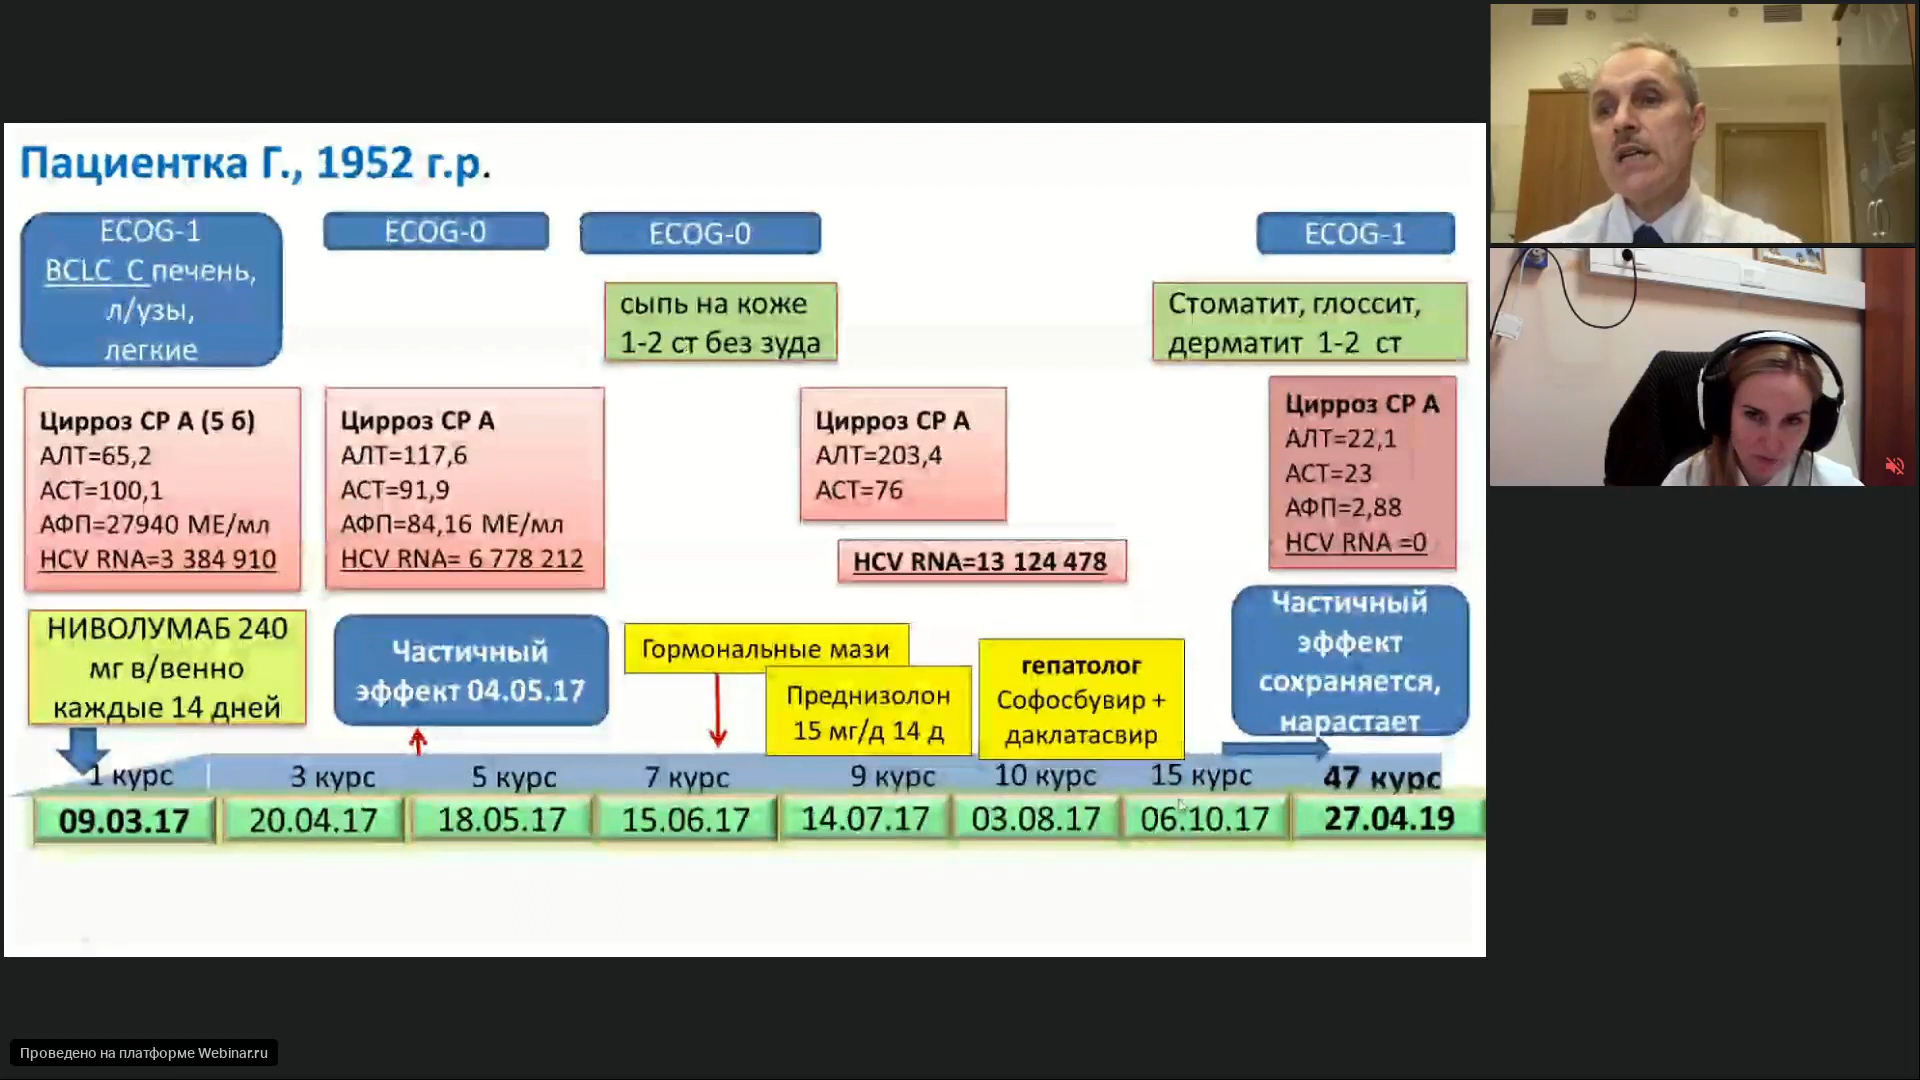 Пациентка Г., 1952 г.р.
ECOG-1
BCLC C печень,
л/узы,
легкие
ECOG-0
ECOG-0
ECOG-1
сыпь на коже
1-2 ст без зуда
Стоматит, глоссит,
дерматит 1-2 ст
Цирроз СР А (5 б)
АЛТ=65,2
АСТ=100,1
АФП=27940 МЕ/мл
HCV RNA=3 384 910
Цирроз СР А
АЛТ=117,6
АСТ=91,9
АФП=84,16 МЕ/мл
HCV RNA= 6 778 212
Цирроз СР А
АЛТ=203,4
АСТ=76
HCV RNA=13 124 478
Цирроз СР А
АЛТ=22,1
АСТ=23
АФП=2,88
HCV RNA =0
НИВОЛУМАБ 240
мг в/венно
каждые 14 дней
Частичный
эффект 04.05.17
Гормональные мази
Преднизолон
15 мг/д 14 д
гепатолог
Софосбувир +
даклатасвир
Частичный
эффект
сохраняется,
нарастает
1 курс
3 курс
5 курс
7 курс
9 курс
10 курс
15 курс
47 курс
09.03.17
20.04.17
18.05.17
15.06.17
14.07.17
03.08.17
06.10.17
27.04.19
Проведено на платформе Webinar.ru